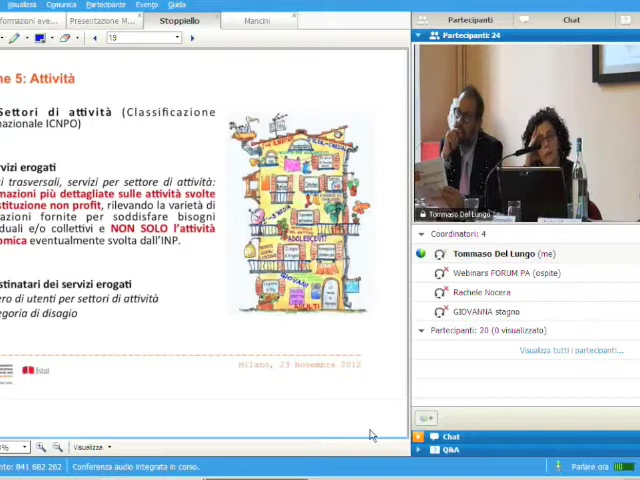 Visualizza Comunica Partecipante Evento Guida
formazioni eve... Presentazione M... Stoppiello Mancini
19
ne 5: Attività
Settori di attività (Classificazione
nazionale ICNPO)
vizi erogati
i trasversali, servizi per settore di attività:
mazioni più dettagliate sulle attività svolte
stituzione non profit, rilevando la varietà di
azioni fornite per soddisfare bisogni
duali e/o collettivi e NON SOLO l'attività
omica eventualmente svolta dall'INP.
stinatari dei servizi erogati
ero di utenti per settori di attività
egoria di disagio
ADOLESCENTI
GIOVANI
ADULTI
Milano, 23 Novembre 2012
Istat
Visualizza
nto: 841 682 262 Conferenza audio integrata in corso.
Partecipanti Chat
Partecipanti: 24
Tommaso Del Lungo
Coordinatori: 4
Tommaso Del Lungo (me)
Webinars FORUM PA (ospite)
Rachele Nocera
GIOVANNA stagno
Partecipanti: 20 (0 visualizzato)
Visualizza tutti i partecipanti...
Chat
Q&A
Parlare ora